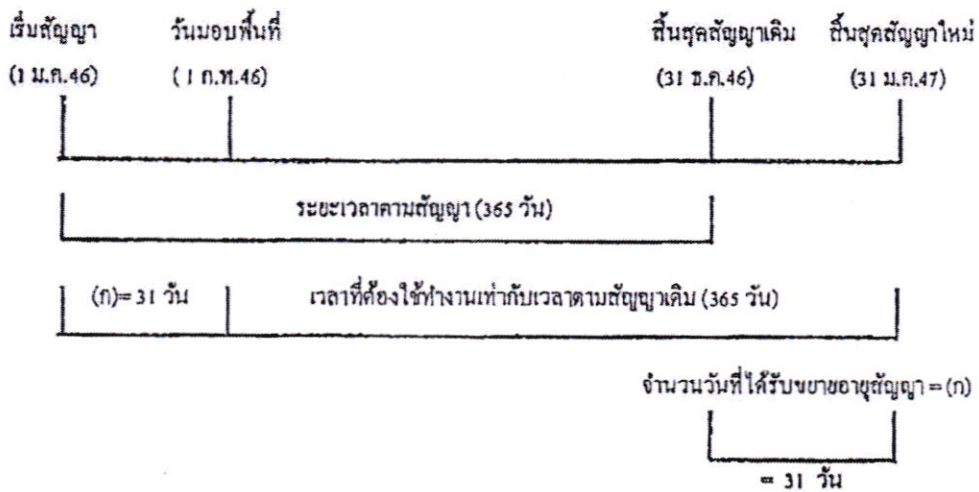 เริ่มสัญญา วันมอบพื้นที่ สิ้นสุดสัญญาเดิม สิ้นสุดสัญญาใหม่
(1 ม.ค.46) (1 ก.พ.46) (31 ธ.ค.46) (31 ม.ค.47)
ระยะเวลาตามสัญญา (365 วัน)
(ก)= 31 วัน เวลาที่ต้องใช้ทำงานเท่ากับเวลาตามสัญญาเดิม (365 วัน)
จำนวนวันที่ได้รับขยายอายุสัญญา = (ก)
= 31 วัน